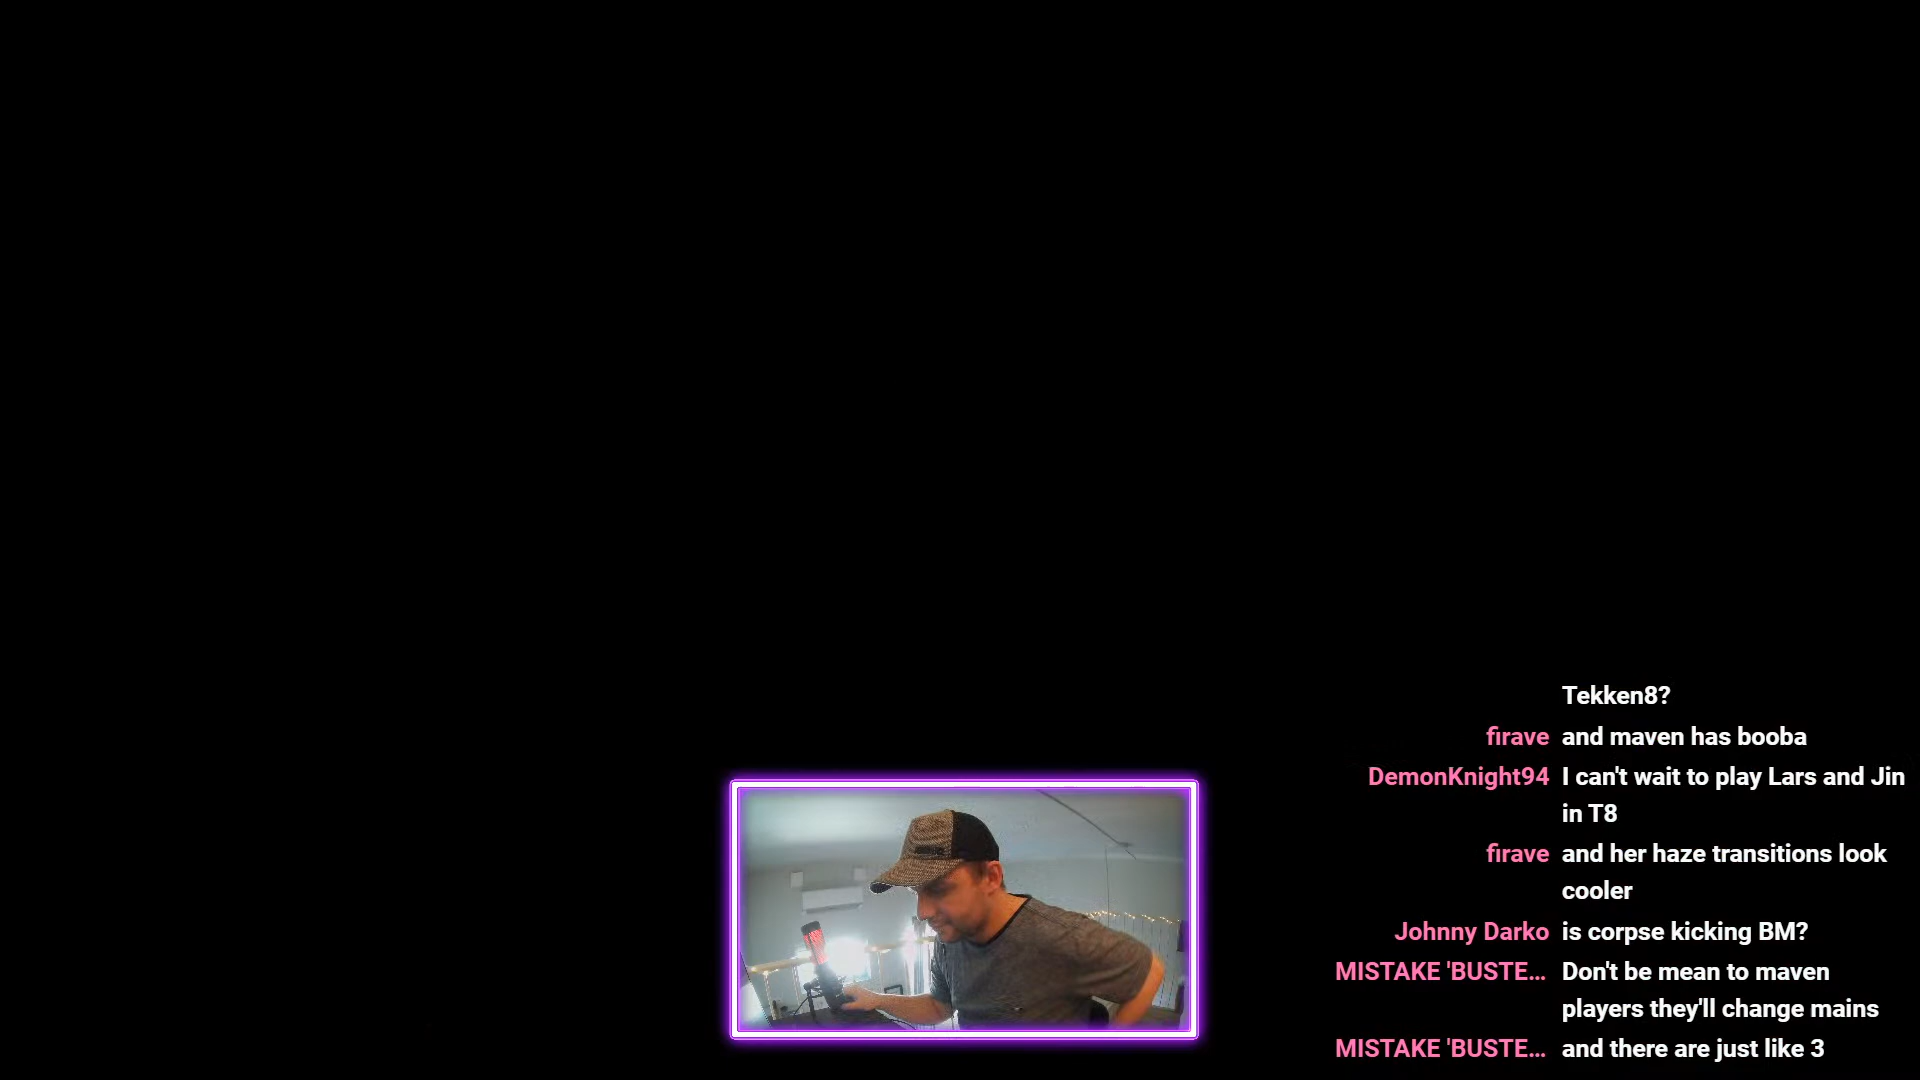 Tekken8?
firave and maven has booba
DemonKnight94 I can't wait to play Lars and Jin
in T8
firave and her haze transitions look
cooler
Johnny Darko is corpse kicking BM?
MISTAKE 'BUSTE... Don't be mean to maven
players they'll change mains
MISTAKE 'BUSTE... and there are just like 3